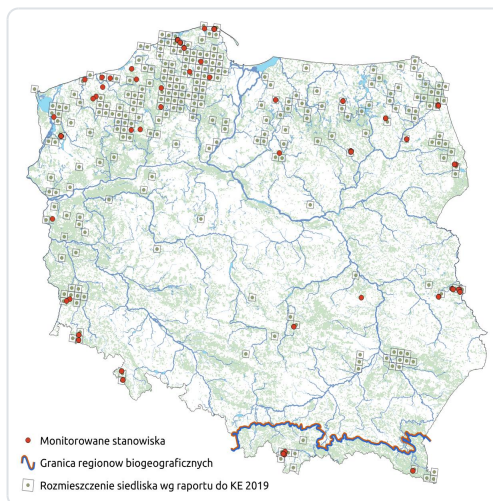 Monitorowane stanowiska
Granica regionow biogeograficznych
Rozmieszczenie siedliska wg raportu do KE 2019